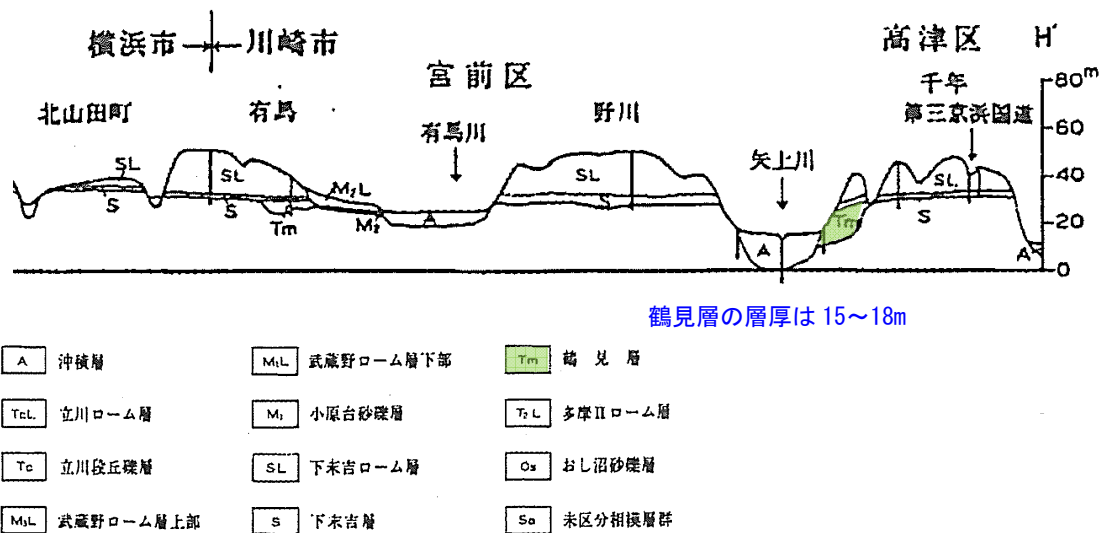 横浜市 川崎市
宮前区
高津区 H′
北山田町
有馬
有馬川
野川
矢上川
千年
第三京浜国道
80m
60
40
20
0
SL
S
SL
S
Tm
M₁L
M₂
A
SL
S
A
Tm
SL
S
A
鶴見層の層厚は 15～18m
A 沖積層
TcL 立川ローム層
Tc 立川段丘礫層
武蔵野ローム層上部
武蔵野ローム層下部
小原台砂礫層
SL 下末吉ローム層
S 下末吉層
Tm 鶴見層
T₂L 多摩Ⅱローム層
Os おし沼砂礫層
Sa 未区分相模層群